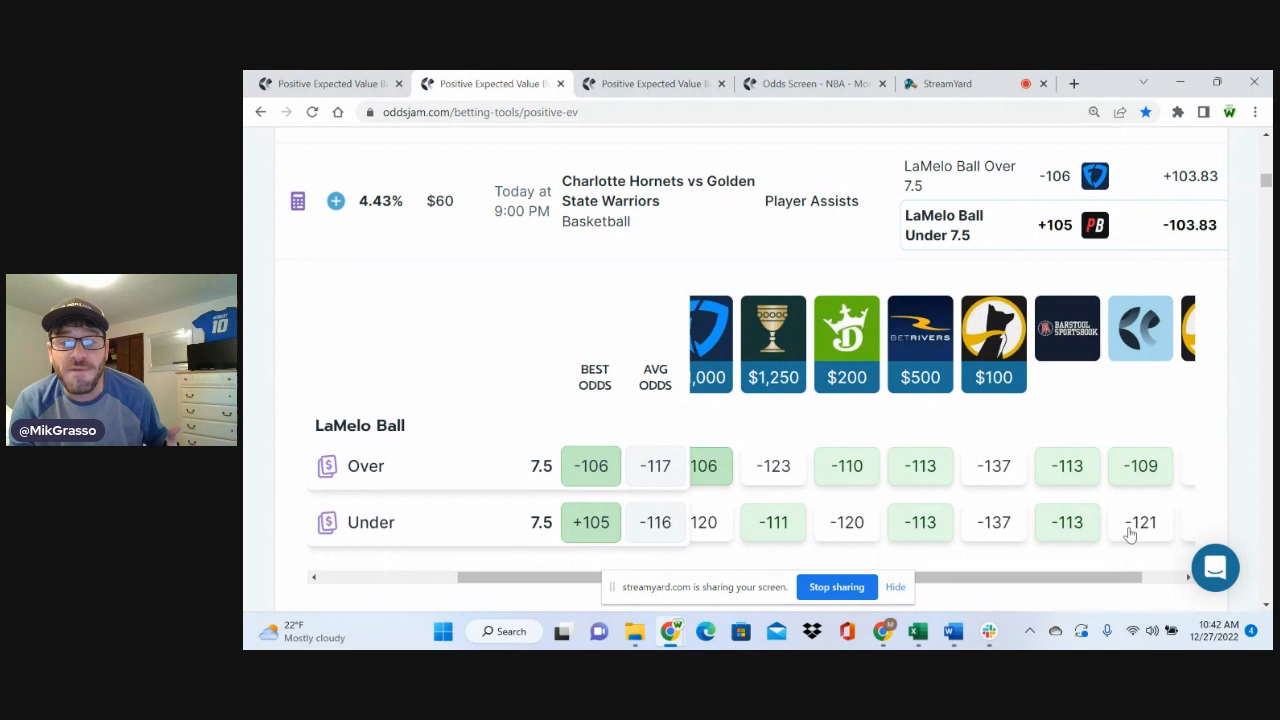 Positive Expected Value B
Positive Expected Value B
Positive Expected Value B
Odds Screen - NBA - Mo
StreamYard
oddsjam.com/betting-tools/positive-ev
4.43%
$60
Today at
9:00 PM
Charlotte Hornets vs Golden
State Warriors
Basketball
Player Assists
LaMelo Ball Over
7.5
-106
+103.83
LaMelo Ball
Under 7.5
+105
PB
-103.83
BEST
ODDS
AVG
ODDS
BETRIVERS
BARSTOOL
SPORTSBOOK
,000
$1,250
$200
$500
$100
LaMelo Ball
Over 7.5 -106 -117 106 -123 -110 -113 -137 -113 -109
Under 7.5 +105 -116 120 -111 -120 -113 -137 -113 -121
streamyard.com is sharing your screen.
Stop sharing
Hide
@MikGrasso
10
22°F
Mostly cloudy
Search
10:42 AM
12/27/2022
4